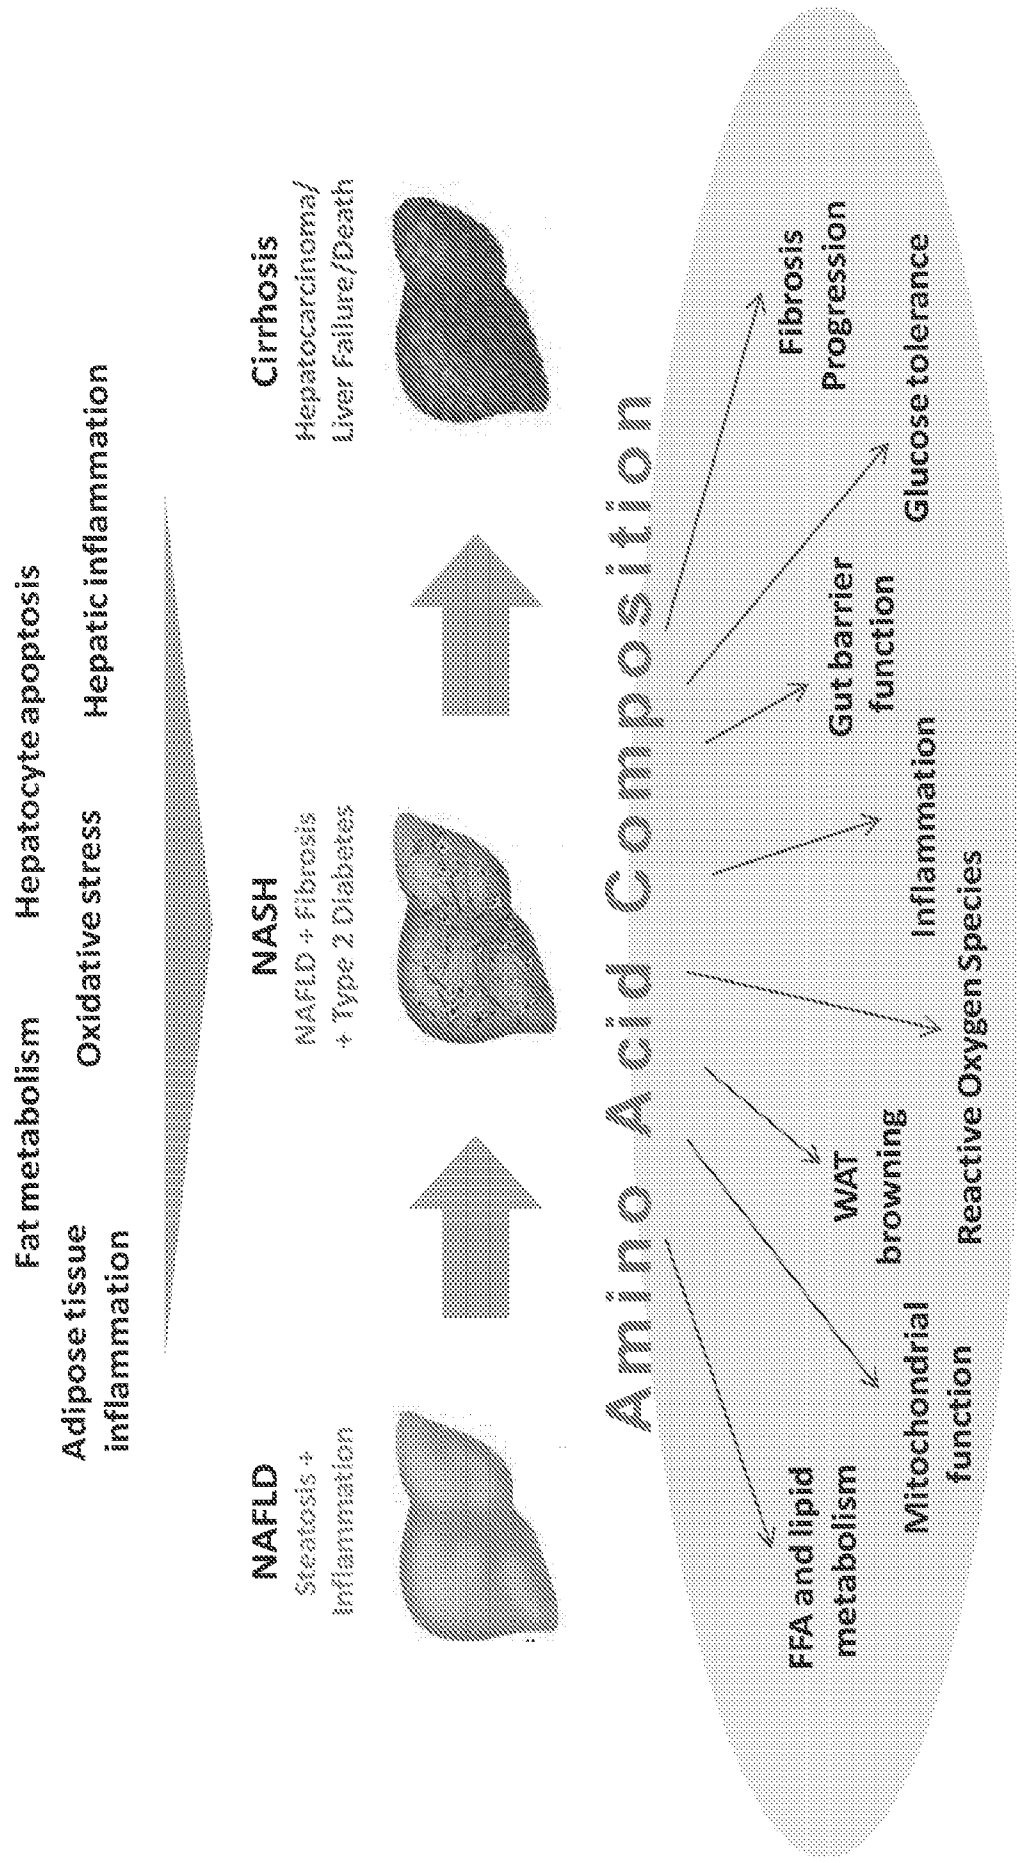 Fat metabolism
Hepatocyte apoptosis
Adipose tissue
inflammation
Oxidative stress
Hepatic inflammation
NAFLD
Steatosis +
Inflammation
NASH
NAFLD + Fibrosis
+ Type 2 Diabetes
Cirrhosis
Hepatocarcinoma/
Liver Failure/Death
Amino Acid Composition
FFA and lipid
metabolism
Mitochondrial
function
WAT
browning
Reactive Oxygen Species
Inflammation
Gut barrier
function
Glucose tolerance
Fibrosis
Progression